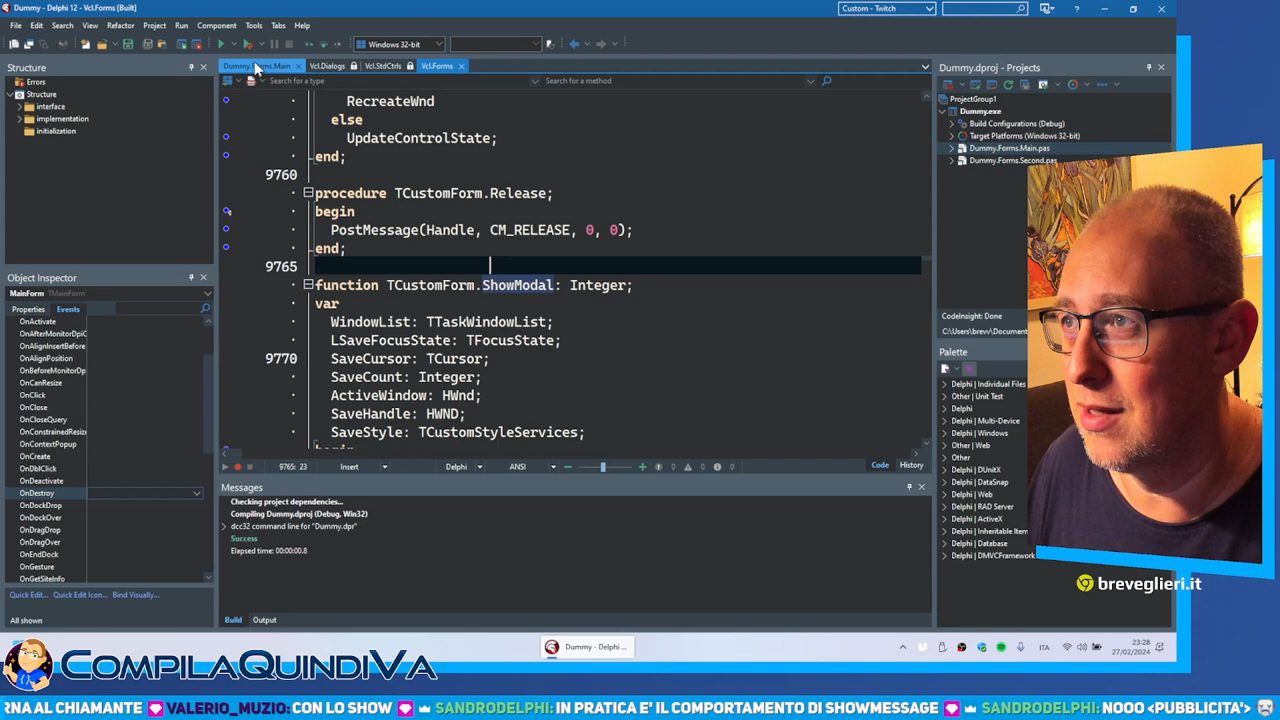 Dummy - Delphi 12 - Vcl.Forms [Built]
Custom - Twitch
File Edit Search View Refactor Project Run Component Tools Tabs Help
Windows 32-bit
Structure
Errors
Structure
interface
implementation
initialization
Dummy.Forms.Main
Vcl.Dialogs
Vcl.StdCtrls
Vcl.Forms
Search for a type
Search for a method
RecreateWnd
else
UpdateControlState;
end;
9760
procedure TCustomForm.Release;
begin
PostMessage(Handle, CM_RELEASE, 0, 0);
end;
9765
function TCustomForm.ShowModal: Integer;
var
WindowList: TTaskWindowList;
LSaveFocusState: TFocusState;
9770 SaveCursor: TCursor;
SaveCount: Integer;
ActiveWindow: HWnd;
SaveHandle: HWND;
SaveStyle: TCustomStyleServices;
begin
9765: 23
Insert
Delphi
ANSI
0 0 0
Code
History
Object Inspector
MainForm TMainForm
Properties Events
OnActivate
OnAfterMonitorDpiC
OnAlignInsertBefore
OnAlignPosition
OnBeforeMonitorDpi
OnCanResize
OnClick
OnClose
OnCloseQuery
OnConstrainedResize
OnContextPopup
OnCreate
OnDblClick
OnDeactivate
OnDestroy
OnDockDrop
OnDockOver
OnDragDrop
OnDragOver
OnEndDock
OnGesture
OnGetSiteInfo
Quick Edit... Quick Edit Icon... Bind Visually...
All shown
Messages
Checking project dependencies...
Compiling Dummy.dproj (Debug, Win32)
dcc32 command line for "Dummy.dpr"
Success
Elapsed time: 00:00:00.8
Build Output
Dummy.dproj - Projects
ProjectGroup1
Dummy.exe
Build Configurations (Debug)
Target Platforms (Windows 32-bit)
Dummy.Forms.Main.pas
Dummy.Forms.Second.pas
CodeInsight: Done
C:\Users\brevv\Document
Palette
Delphi | Individual Files
Other | Unit Test
Delphi
Delphi | Multi-Device
Delphi | Windows
Other | Web
Other
Delphi | DUnitX
Delphi | DataSnap
Delphi | Web
Delphi | RAD Server
Delphi | ActiveX
Delphi | Inheritable Item
Delphi | Database
Delphi | DMVCFramework
breveglieri.it
Dummy - Delphi ...
ITA
23:28
27/02/2024
COMPILAQUINDIVA
RNA AL CHIAMANTE VALERIO_MUZIO: CON LO SHOW SANDRODELPHI: IN PRATICA E' IL COMPORTAMENTO DI SHOWMESSAGE SANDRODELPHI: NOOO <PUBBLICITA'>